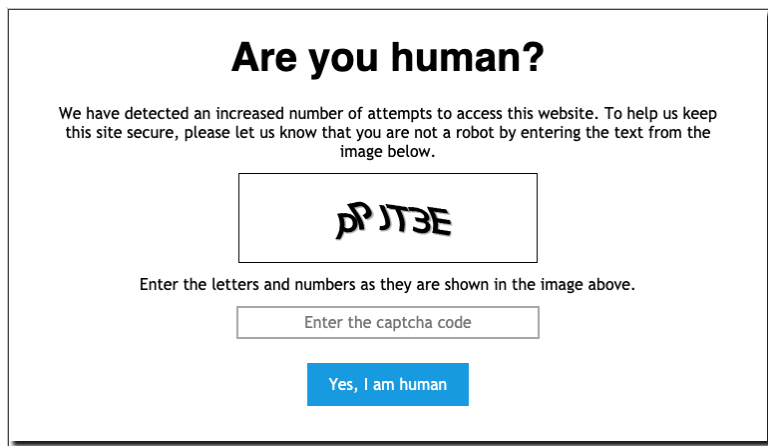 Are you human?
We have detected an increased number of attempts to access this website. To help us keep
this site secure, please let us know that you are not a robot by entering the text from the
image below.
Enter the letters and numbers as they are shown in the image above.
Enter the captcha code
Yes, I am human